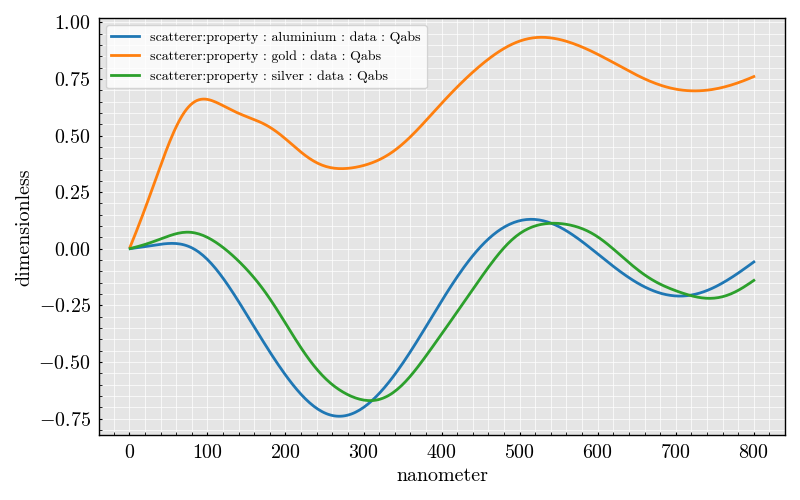 1.00
0.75
0.50
0.25
0.00
−0.25
−0.50
−0.75
dimensionless
scatterer:property : aluminium : data : Qabs
scatterer:property : gold : data : Qabs
scatterer:property : silver : data : Qabs
0 100 200 300 400 500 600 700 800
nanometer